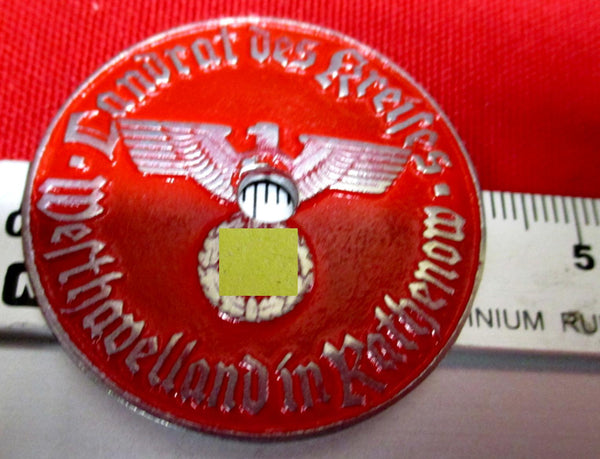 Landrat des Kreises
· Westhavelland in Rathenow ·
5
INIUM RU